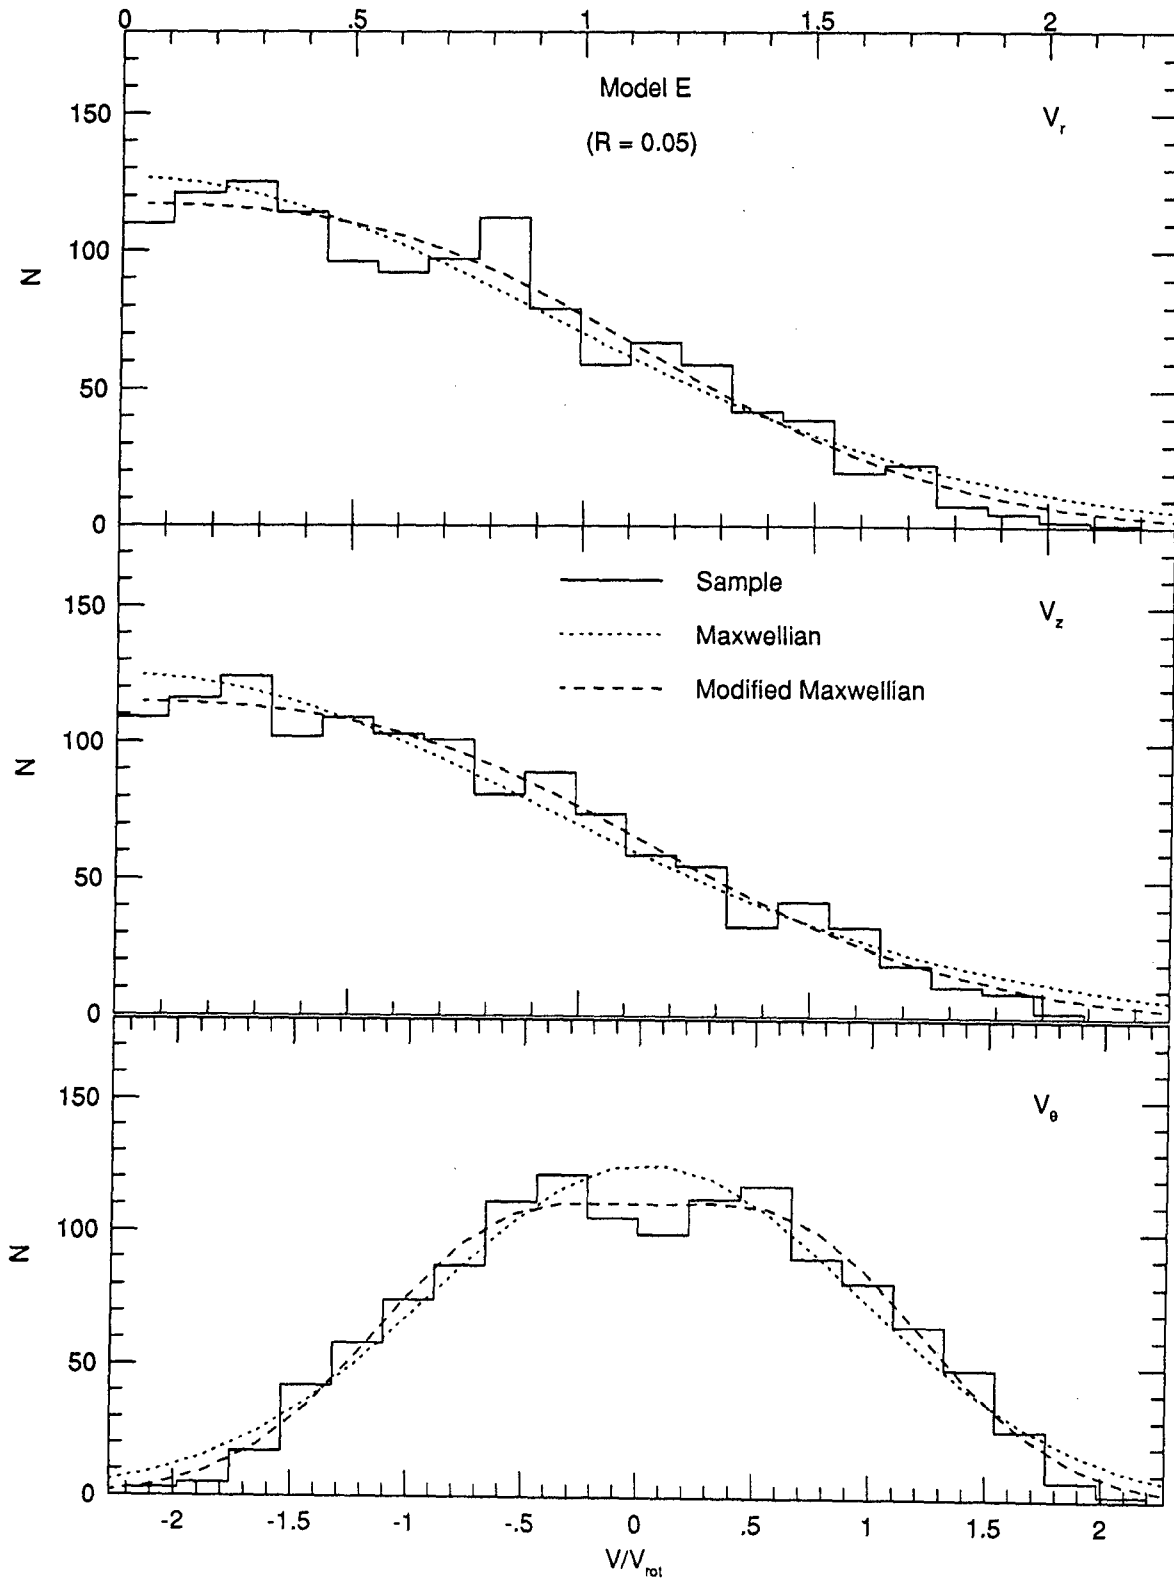 0 .5 1 1.5 2
Model E
V_r
(R = 0.05)
150
100
50
0
N
Sample
Maxwellian
Modified Maxwellian
V_z
150
100
50
0
N
V_θ
150
100
50
0
N
-2 -1.5 -1 -.5 0 .5 1 1.5 2
V/V_rot